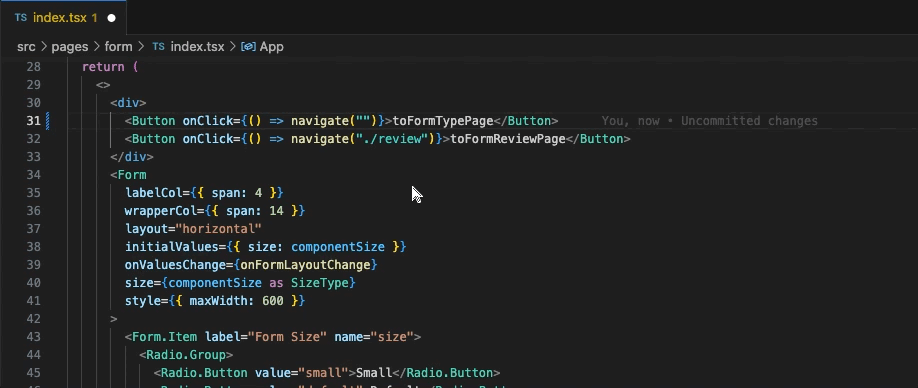 TS index.tsx 1 ●
src > pages > form > TS index.tsx > App
28 return (
29 <>
30 <div>
31 <Button onClick={() => navigate("")}>toFormTypePage</Button> You, now • Uncommitted changes
32 <Button onClick={() => navigate("./review")}>toFormReviewPage</Button>
33 </div>
34 <Form
35 labelCol={{ span: 4 }}
36 wrapperCol={{ span: 14 }}
37 layout="horizontal"
38 initialValues={{ size: componentSize }}
39 onValuesChange={onFormLayoutChange}
40 size={componentSize as SizeType}
41 style={{ maxWidth: 600 }}
42 >
43 <Form.Item label="Form Size" name="size">
44 <Radio.Group>
45 <Radio.Button value="small">Small</Radio.Button>